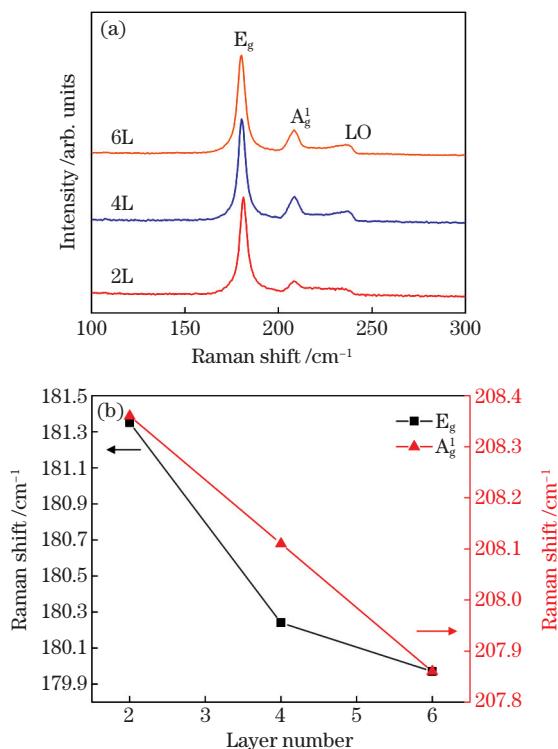 (a)
E_g
A_g^1
LO
6L
4L
2L
Intensity /arb. units
100 150 200 250 300
Raman shift /cm⁻¹
(b)
E_g
A_g^1
181.5
181.3
181.1
180.9
180.7
180.5
180.3
180.1
179.9
Raman shift /cm⁻¹
208.4
208.3
208.2
208.1
208.0
207.9
207.8
Raman shift /cm⁻¹
2 3 4 5 6
Layer number